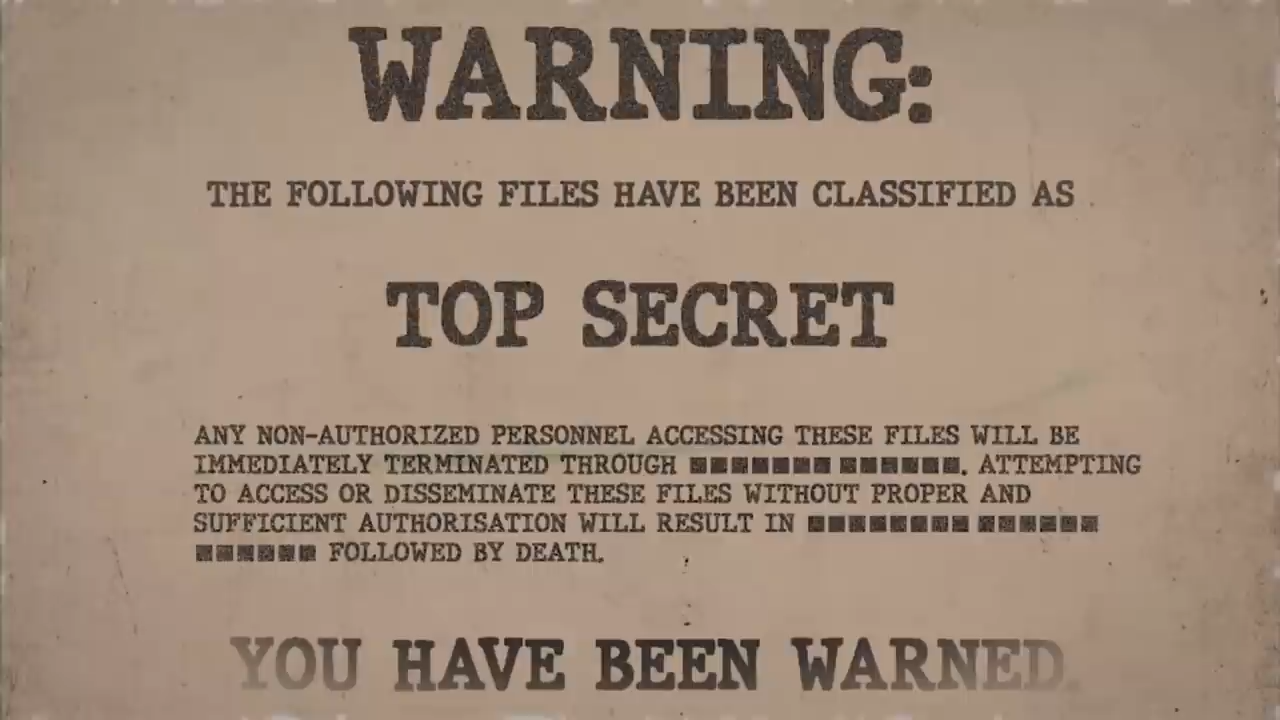 WARNING:
THE FOLLOWING FILES HAVE BEEN CLASSIFIED AS
TOP SECRET
ANY NON-AUTHORIZED PERSONNEL ACCESSING THESE FILES WILL BE
IMMEDIATELY TERMINATED THROUGH ■■■■■■■ ■■■■■■. ATTEMPTING
TO ACCESS OR DISSEMINATE THESE FILES WITHOUT PROPER AND
SUFFICIENT AUTHORISATION WILL RESULT IN ■■■■■■■■ ■■■■■■
■■■■■■ FOLLOWED BY DEATH.
YOU HAVE BEEN WARNED.